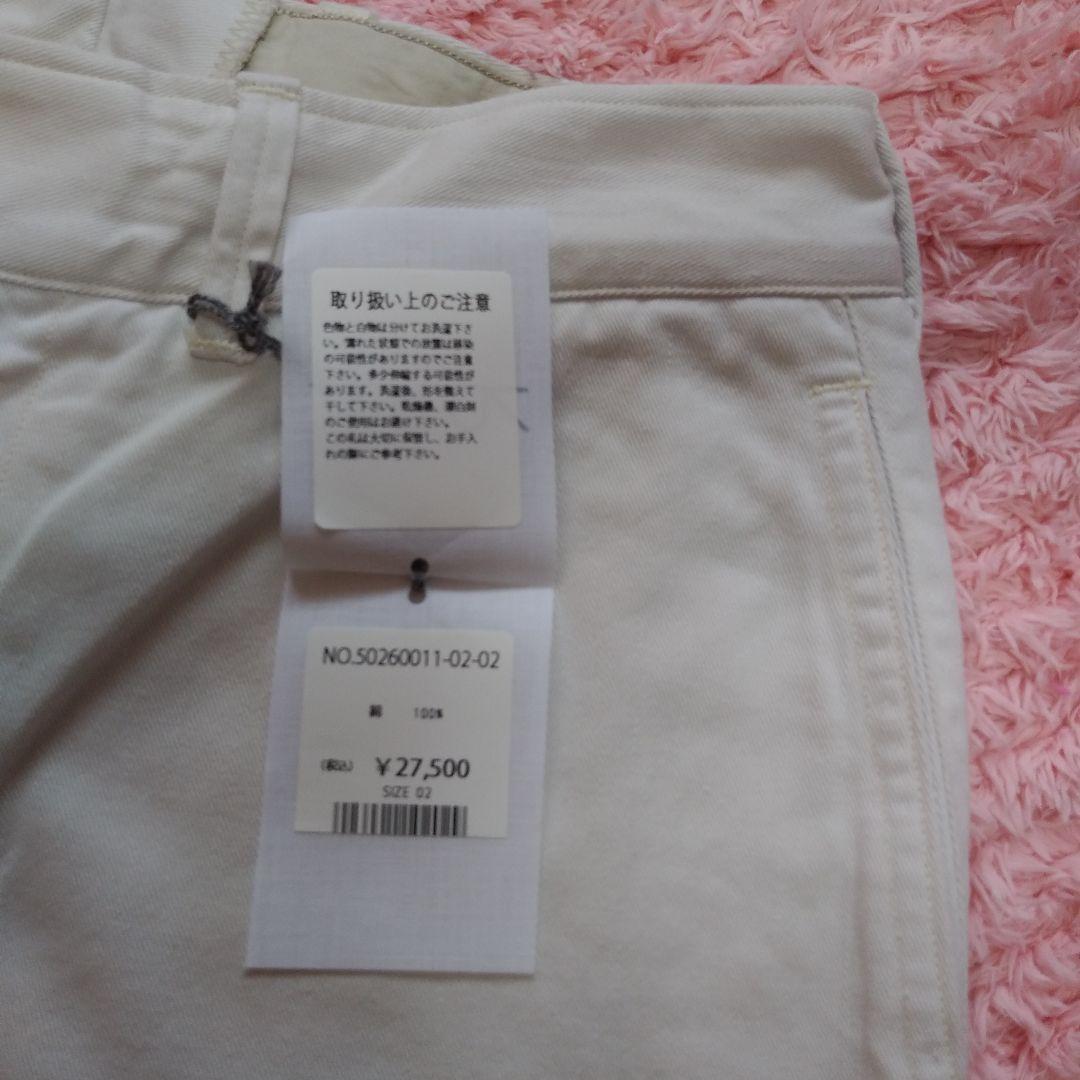 取り扱い上のご注意
色物と白物は分けてお洗濯下さ
い。濡れた状態での放置は移染
の可能性がありますのでご注意
下さい。多少伸縮する可能性が
あります。洗濯後、形を整えて
干して下さい。乾燥機、漂白剤
のご使用はお避け下さい。
この札は大切に保管し、お手入
れの際にご参考下さい。
NO.50260011-02-02
綿 100%
(税込) ¥27,500
SIZE 02